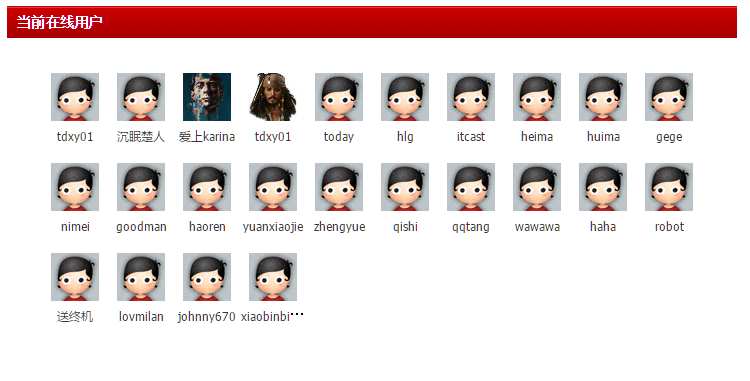 当前在线用户
tdxy01 沉眠楚人 爱上karina tdxy01 today hlg itcast heima huima gege
nimei goodman haoren yuanxiaojie zhengyue qishi qqtang wawawa haha robot
送终机 lovmilan johnny670 xiaobinbi...